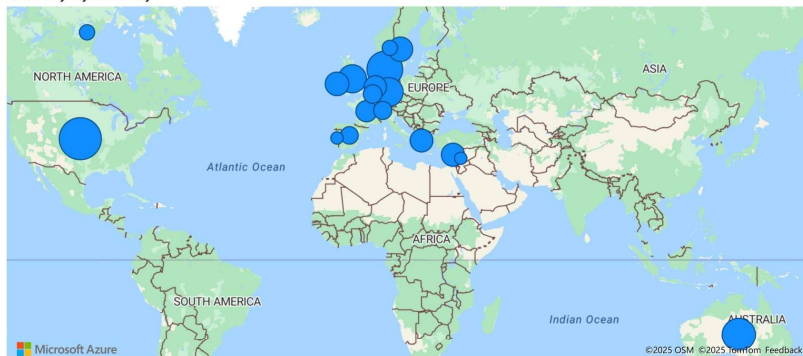 NORTH AMERICA
EUROPE
ASIA
Atlantic Ocean
AFRICA
SOUTH AMERICA
Indian Ocean
AUSTRALIA
Microsoft Azure
©2025 OSM ©2025 TomTom Feedback